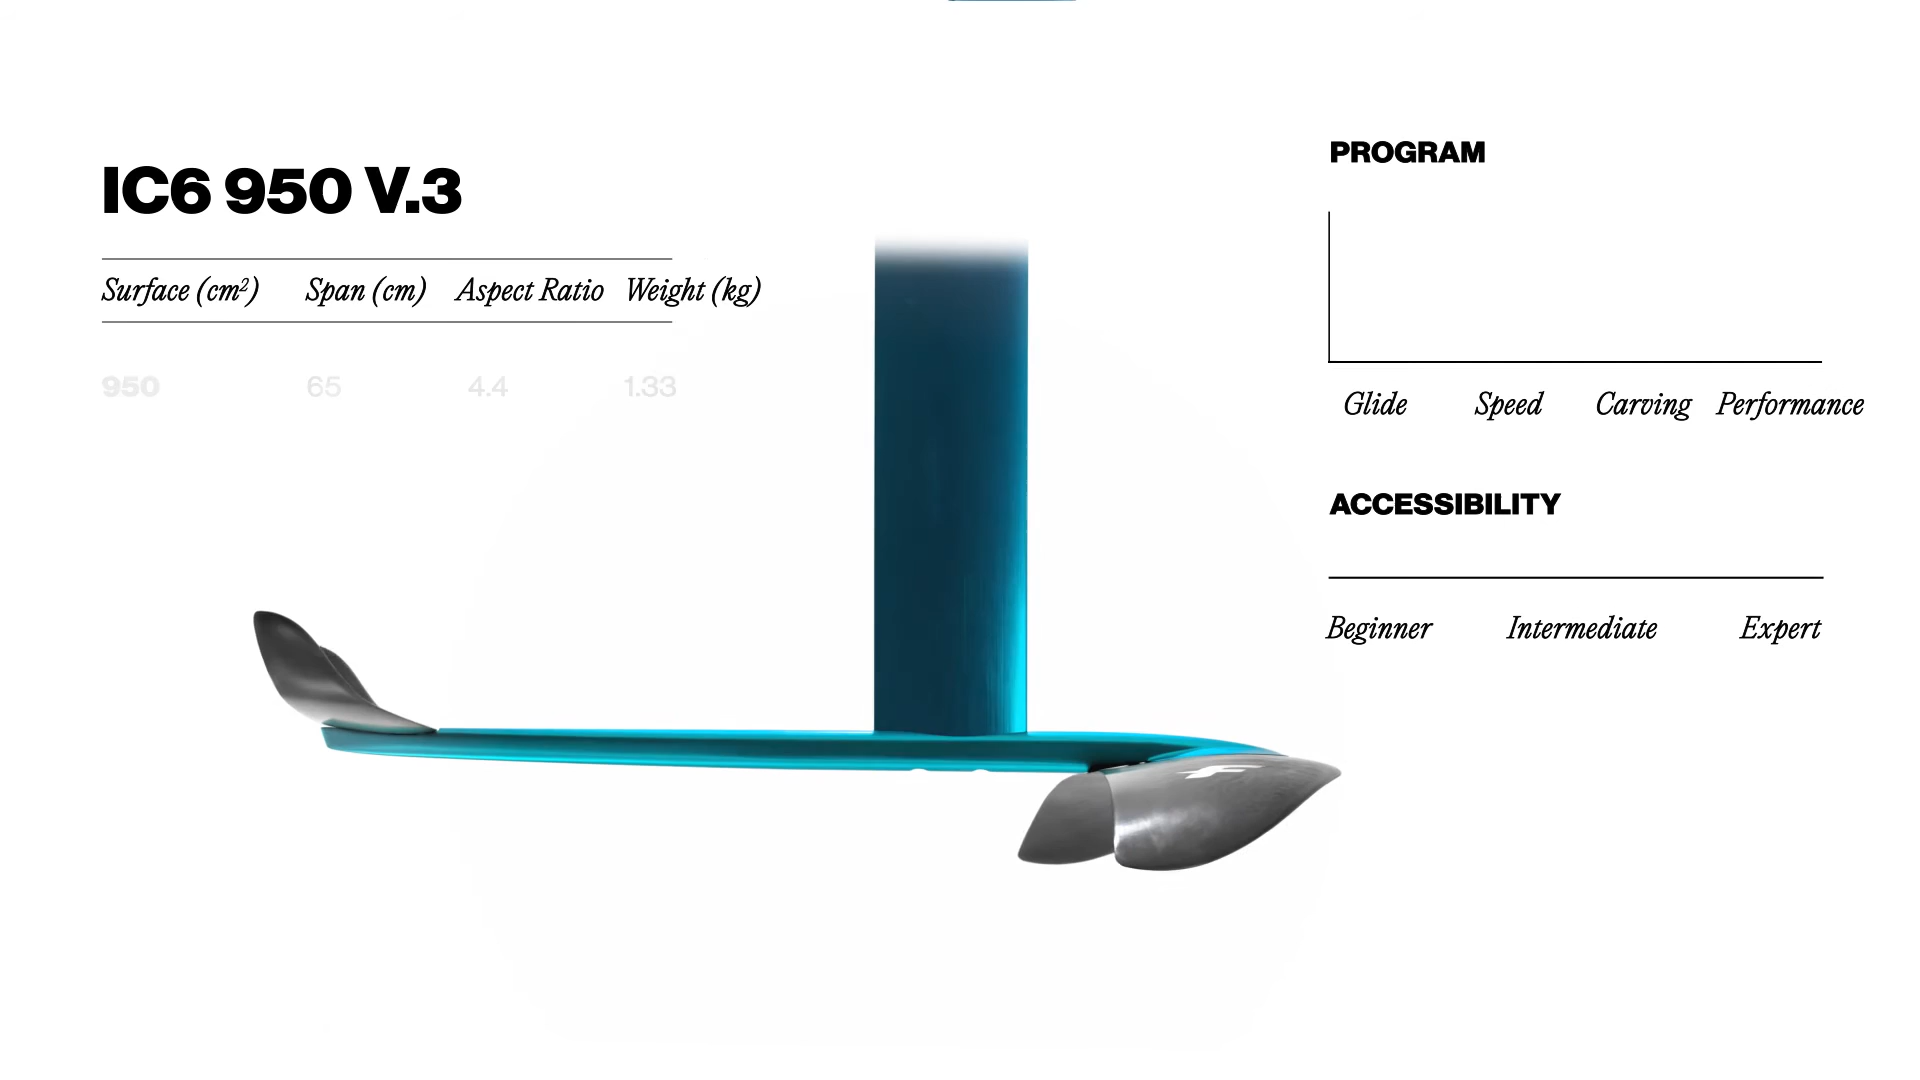 IC6 950 V.3
Surface (cm²) Span (cm) Aspect Ratio Weight (kg)
950 65 4.4 1.33
PROGRAM
Glide Speed Carving Performance
ACCESSIBILITY
Beginner Intermediate Expert